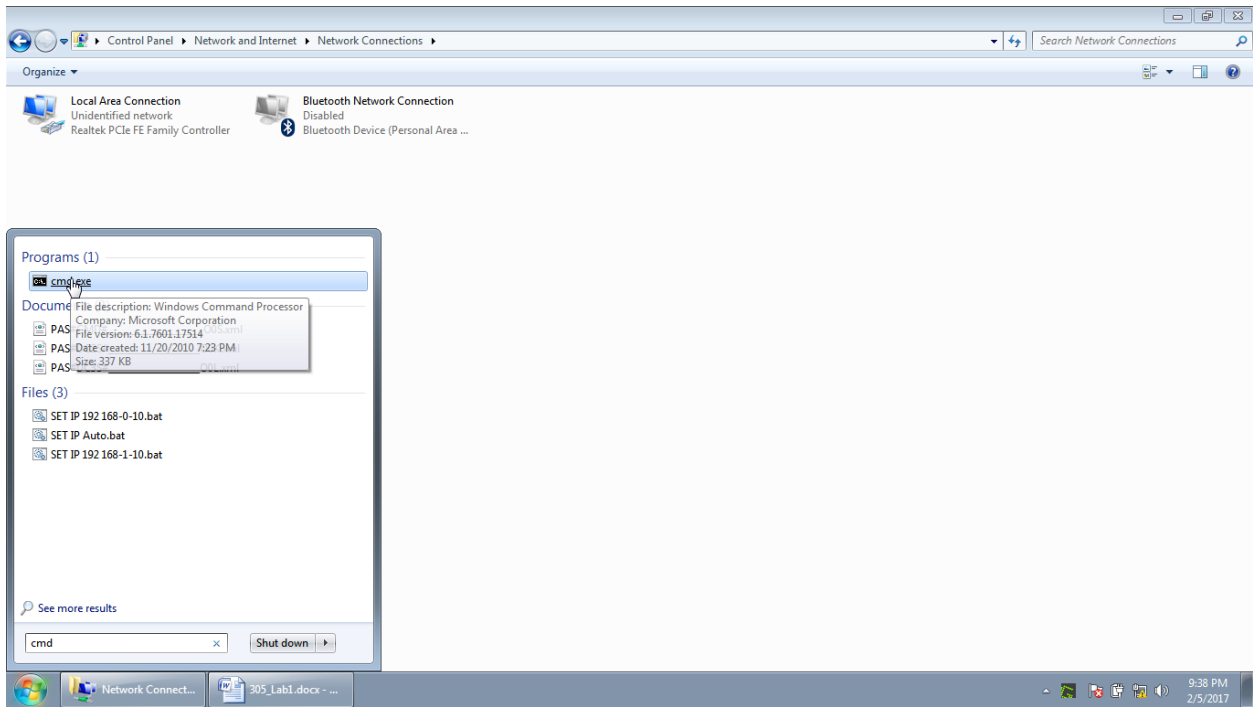 Control Panel Network and Internet Network Connections
Search Network Connections
Organize
Local Area Connection
Unidentified network
Realtek PCIe FE Family Controller
Bluetooth Network Connection
Disabled
Bluetooth Device (Personal Area ...
Programs (1)
cmd.exe
File description: Windows Command Processor
Company: Microsoft Corporation
File version: 6.1.7601.17514
Date created: 11/20/2010 7:23 PM
Size: 337 KB
Files (3)
SET IP 192 168-0-10.bat
SET IP Auto.bat
SET IP 192 168-1-10.bat
See more results
cmd
Shut down
Network Connect...
305_Lab1.docx - ...
9:38 PM
2/5/2017